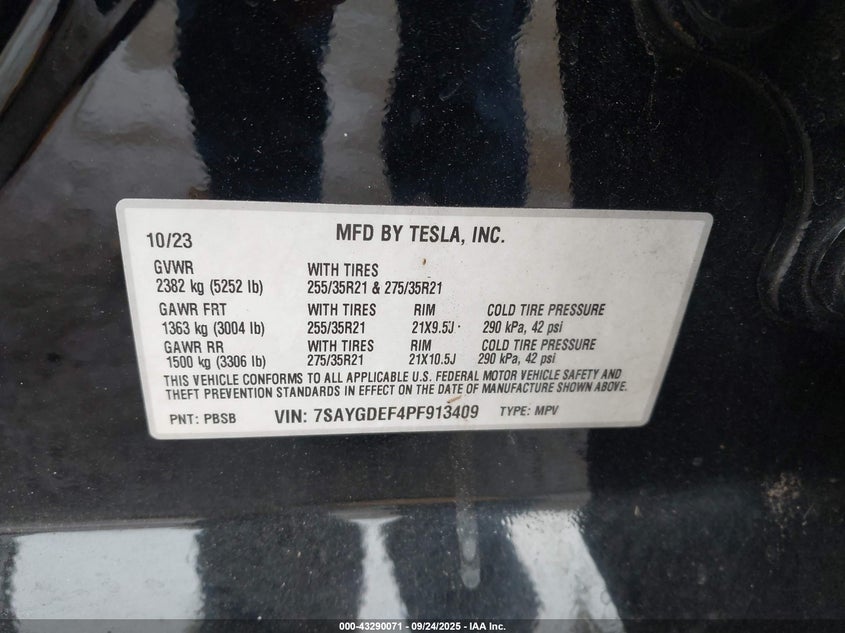 10/23 MFD BY TESLA, INC.
GVWR WITH TIRES
2382 kg (5252 lb) 255/35R21 & 275/35R21
GAWR FRT WITH TIRES RIM COLD TIRE PRESSURE
1363 kg (3004 lb) 255/35R21 21X9.5J 290 kPa, 42 psi
GAWR RR WITH TIRES RIM COLD TIRE PRESSURE
1500 kg (3306 lb) 275/35R21 21X10.5J 290 kPa, 42 psi
THIS VEHICLE CONFORMS TO ALL APPLICABLE U.S. FEDERAL MOTOR VEHICLE SAFETY AND
THEFT PREVENTION STANDARDS IN EFFECT ON THE DATE OF MANUFACTURE SHOWN ABOVE.
PNT: PBSB VIN: 7SAYGDEF4PF913409 TYPE: MPV
000-43290071 - 09/24/2025 - IAA Inc.